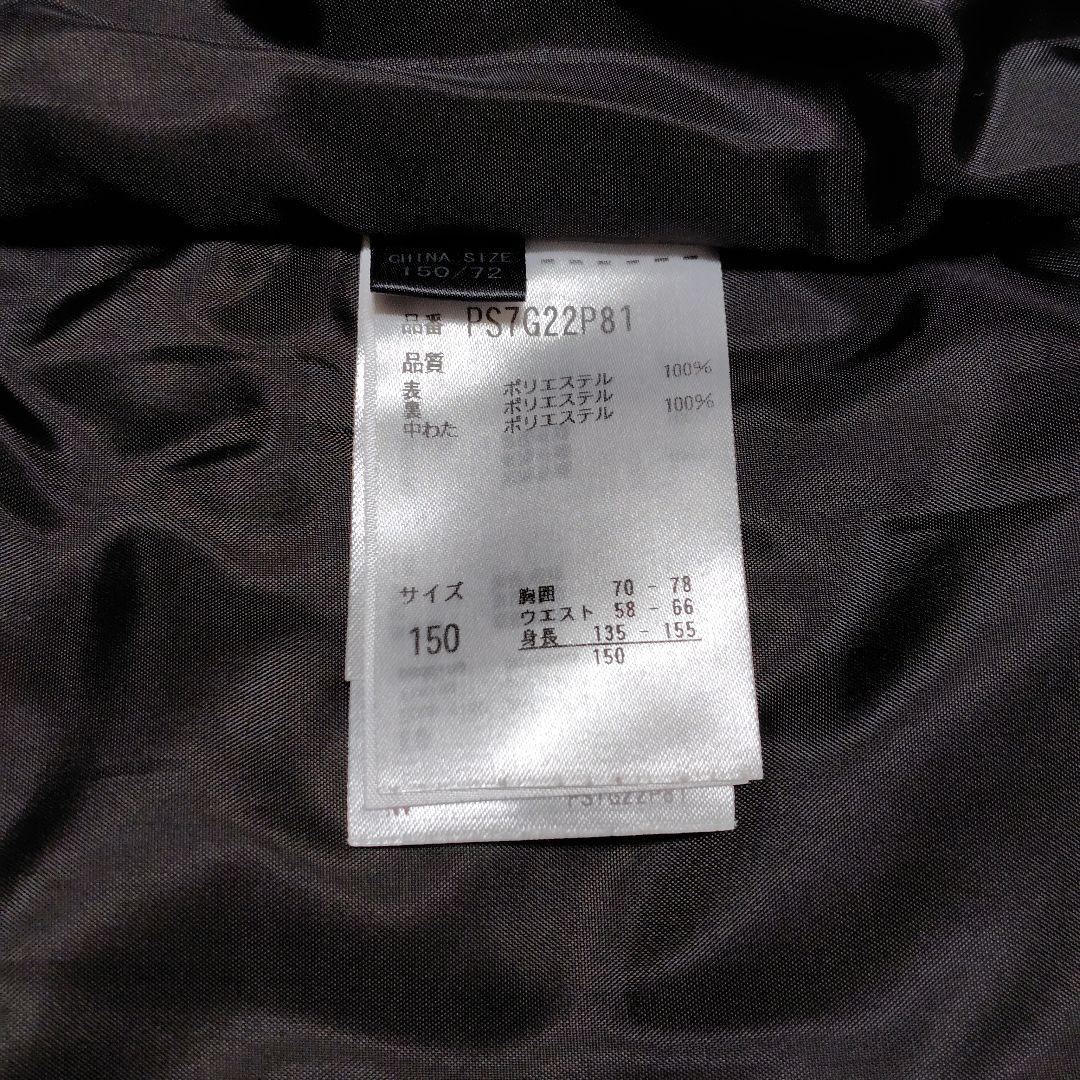 CHINA SIZE
150/72
品番 PS7G22P81
品質
表 ポリエステル 100%
裏 ポリエステル 100%
中わた ポリエステル
サイズ 胸囲 70 - 78
ウエスト 58 - 66
150 身長 135 - 155
150
PS7G22P81